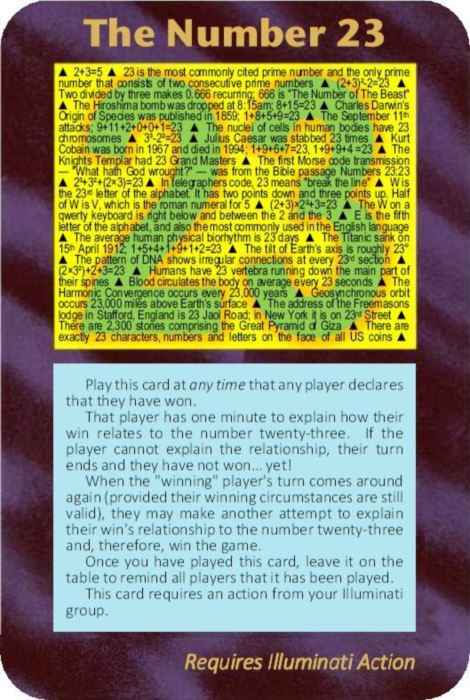 The Number 23
▲ 2+3=5 ▲ 23 is the most commonly cited prime number and the only prime
number that consists of two consecutive prime numbers ▲ (2+3)²-2=23 ▲
Two divided by three makes 0.666 recurring; 666 is "The Number of The Beast"
▲ The Hiroshima bomb was dropped at 8:15am; 8+15=23 ▲ Charles Darwin's
Origin of Species was published in 1859; 1+8+5+9=23 ▲ The September 11th
attacks; 9+11+2+0+0+1=23 ▲ The nuclei of cells in human bodies have 23
chromosomes ▲ 3³-2²=23 ▲ Julius Caesar was stabbed 23 times ▲ Kurt
Cobain was born in 1967 and died in 1994; 1+9+6+7=23, 1+9+9+4 =23 ▲ The
Knights Templar had 23 Grand Masters ▲ The first Morse code transmission
— "What hath God wrought?" — was from the Bible passage Numbers 23:23
▲ 2³+3²+(2×3)=23 ▲ In telegraphers code, 23 means "break the line" ▲ W is
the 23rd letter of the alphabet. It has two points down and three points up. Half
of W is V, which is the roman numeral for 5 ▲ (2+3)×2²+3=23 ▲ The W on a
qwerty keyboard is right below and between the 2 and the 3 ▲ E is the fifth
letter of the alphabet, and also the most commonly used in the English language
▲ The average human physical biorhythm is 23 days ▲ The Titanic sank on
15th April 1912; 1+5+4+1+9+1+2=23 ▲ The tilt of Earth's axis is roughly 23º
▲ The pattern of DNA shows irregular connections at every 23rd section ▲
(2×3²)+2+3=23 ▲ Humans have 23 vertebra running down the main part of
their spines ▲ Blood circulates the body on average every 23 seconds ▲ The
Harmonic Convergence occurs every 23,000 years ▲ Geosynchronous orbit
occurs 23,000 miles above Earth's surface ▲ The address of the Freemasons
lodge in Stafford, England is 23 Jaol Road; in New York it is on 23rd Street ▲
There are 2,300 stones comprising the Great Pyramid of Giza ▲ There are
exactly 23 characters, numbers and letters on the face of all US coins ▲
Play this card at any time that any player declares
that they have won.
That player has one minute to explain how their
win relates to the number twenty-three. If the
player cannot explain the relationship, their turn
ends and they have not won... yet!
When the "winning" player's turn comes around
again (provided their winning circumstances are still
valid), they may make another attempt to explain
their win's relationship to the number twenty-three
and, therefore, win the game.
Once you have played this card, leave it on the
table to remind all players that it has been played.
This card requires an action from your Illuminati
group.
Requires Illuminati Action